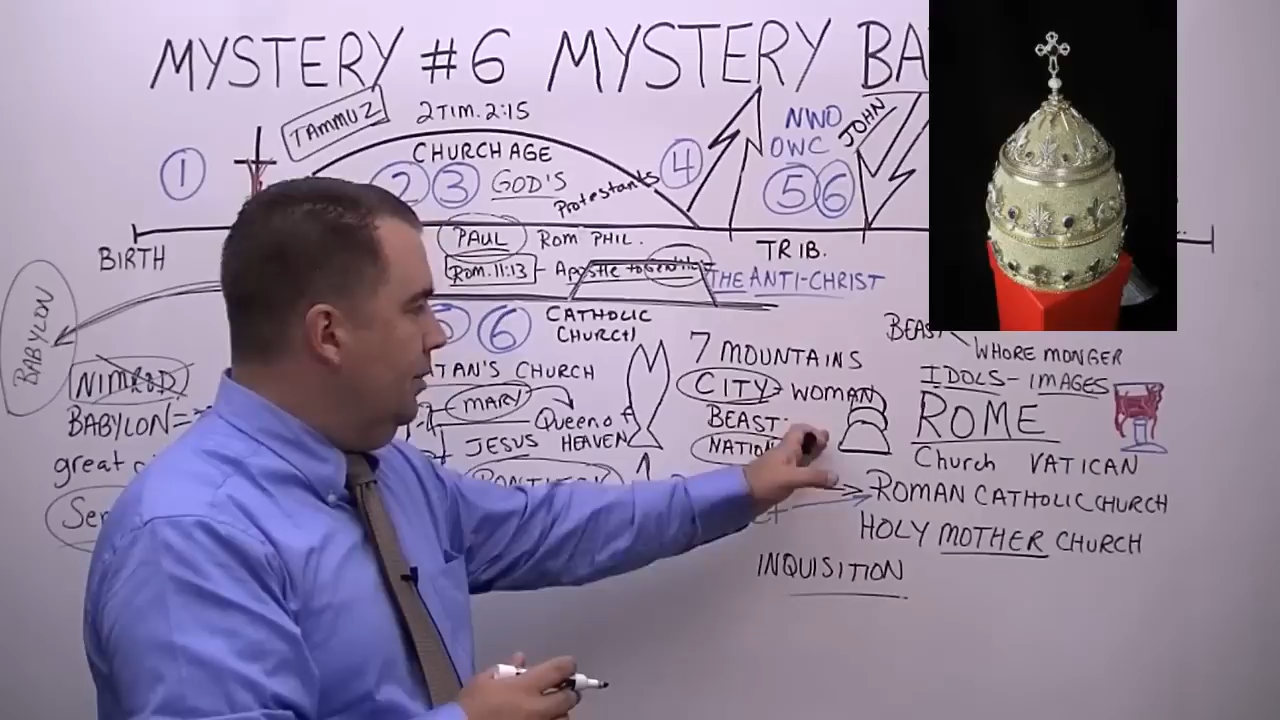 MYSTERY #6 MYSTERY BA
TAMMUZ
2 TIM. 2:15
CHURCH AGE
1
2 3 GOD'S
Protestants
4
NWO
OWC
5 6
JOHN
BIRTH
PAUL ROM PHIL.
ROM. 11:13 - Apostle to Gentiles
TRIB.
THE ANTI-CHRIST
BABYLON
6
CATHOLIC
CHURCH
NIMROD
BABYLON =
great
TAN'S CHURCH
MARY
Queen of
HEAVEN
JESUS
7 MOUNTAINS
CITY = WOMAN
BEAST-
NATION
BEAST
WHORE MONGER
IDOLS - IMAGES
ROME
Church VATICAN
ROMAN CATHOLIC CHURCH
HOLY MOTHER CHURCH
INQUISITION